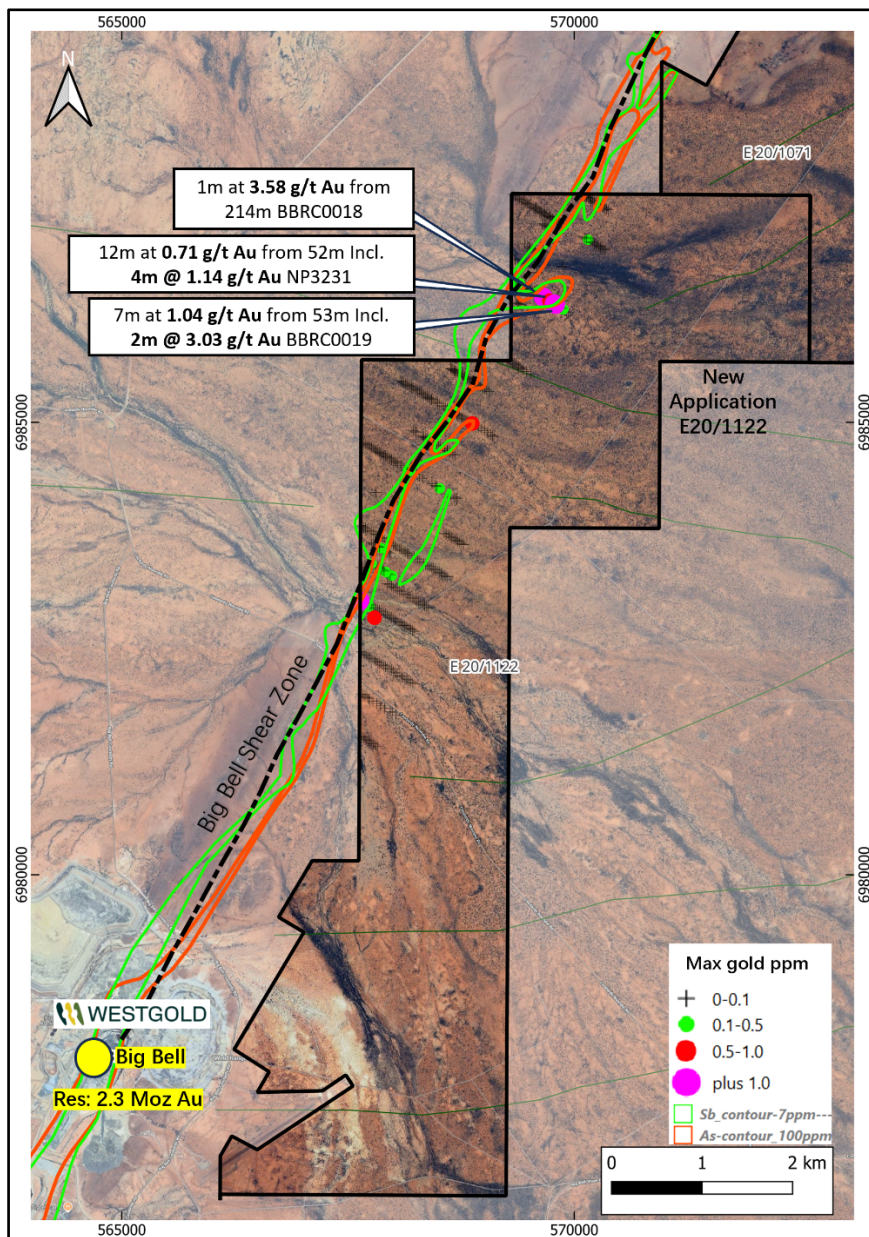 565000
570000
N
E 20/1071
1m at 3.58 g/t Au from
214m BBRC0018
12m at 0.71 g/t Au from 52m Incl.
4m @ 1.14 g/t Au NP3231
7m at 1.04 g/t Au from 53m Incl.
2m @ 3.03 g/t Au BBRC0019
New
Application
E20/1122
6985000
6985000
E 20/1122
Big Bell Shear Zone
6980000
6980000
WESTGOLD
Big Bell
Res: 2.3 Moz Au
Max gold ppm
0-0.1
0.1-0.5
0.5-1.0
plus 1.0
Sb_contour-7ppm---
As-contour_100ppm
0 1 2 km
565000
570000